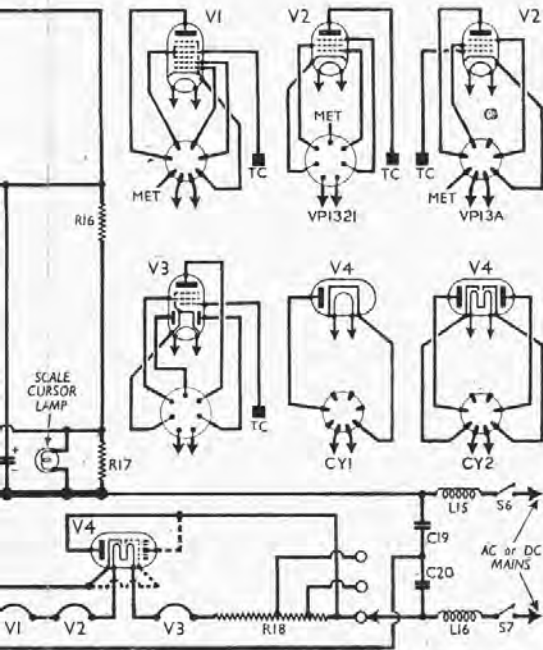 V1
V2
V2
MET
TC
MET
TC
TC
MET
VP1321
VP13A
R16
V3
V4
V4
SCALE
CURSOR
LAMP
TC
R17
CY1
CY2
+
-
V4
L15
S6
C19
AC or DC
MAINS
C20
V1
V2
V3
R18
L16
S7